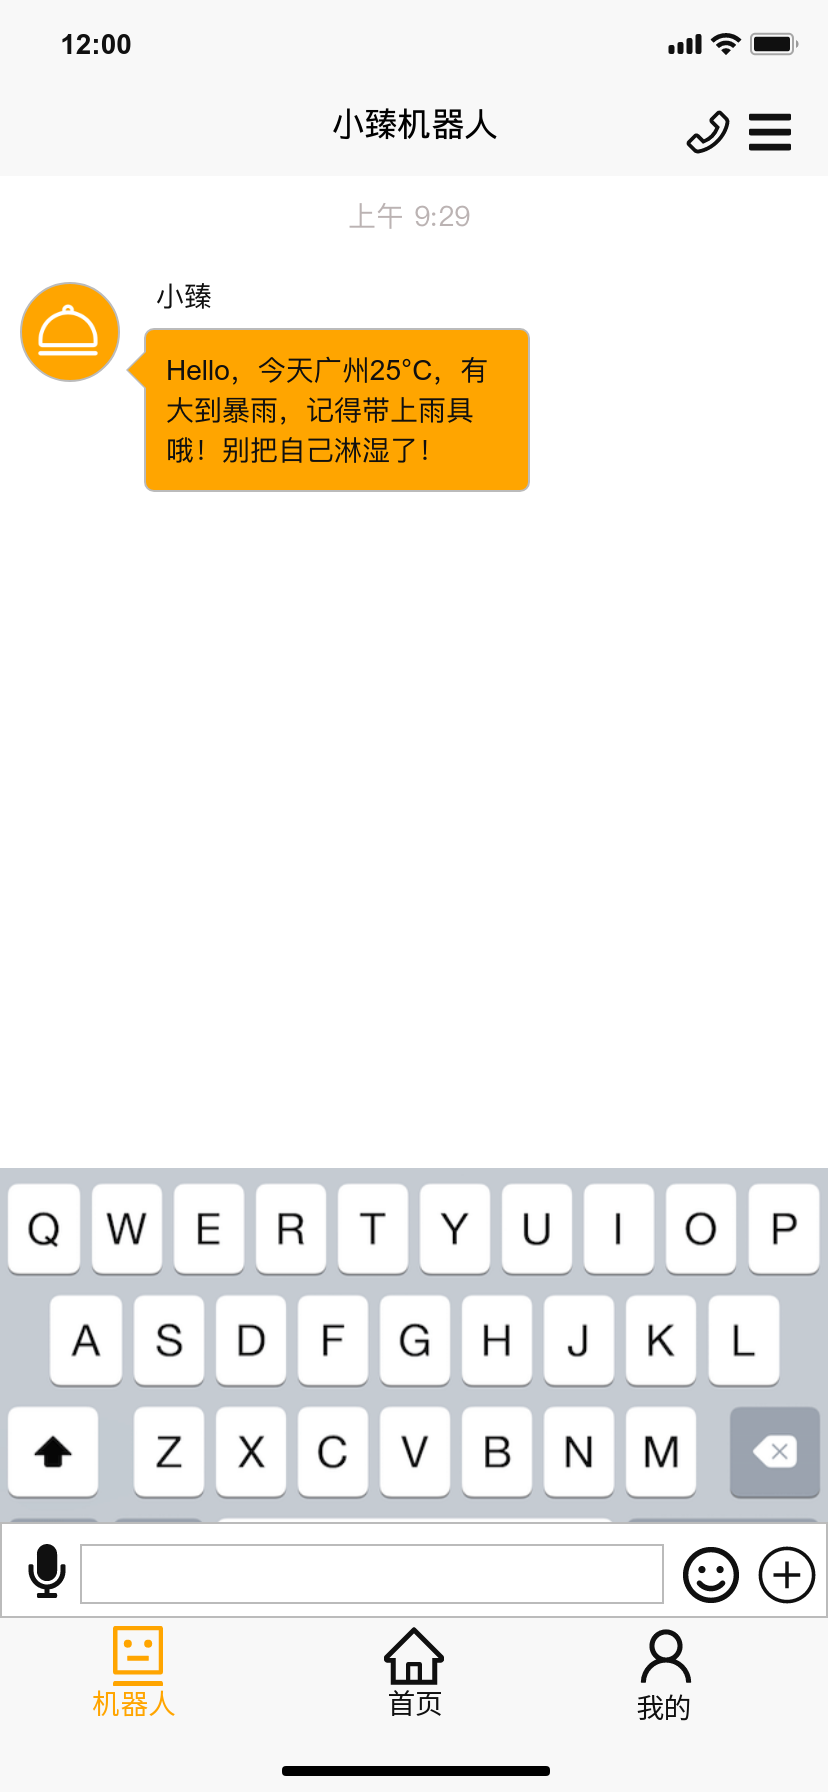 12:00
小臻机器人
上午 9:29
小臻
Hello，今天广州25°C，有
大到暴雨，记得带上雨具
哦！别把自己淋湿了！
Q W E R T Y U I O P
A S D F G H J K L
Z X C V B N M
机器人 首页 我的